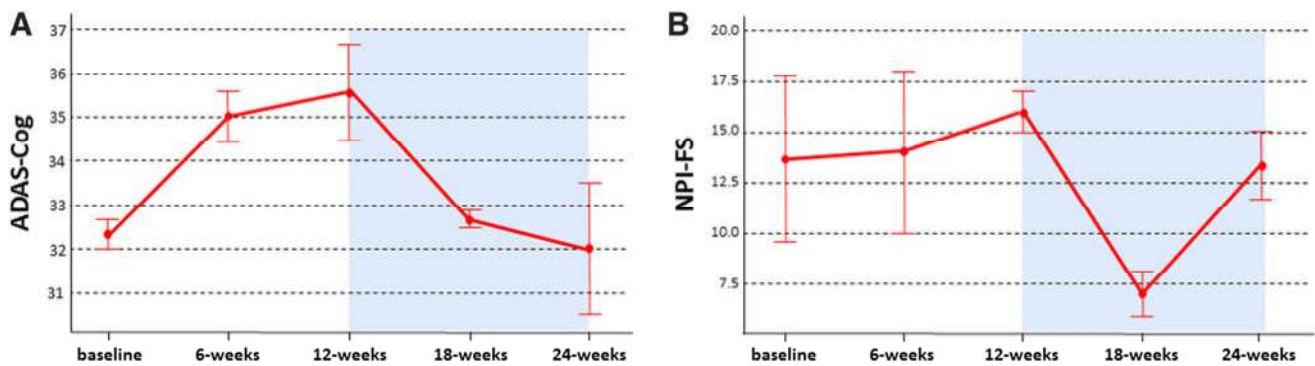 A
ADAS-Cog
37
36
35
34
33
32
31
baseline 6-weeks 12-weeks 18-weeks 24-weeks
B
NPI-FS
20.0
17.5
15.0
12.5
10.0
7.5
baseline 6-weeks 12-weeks 18-weeks 24-weeks